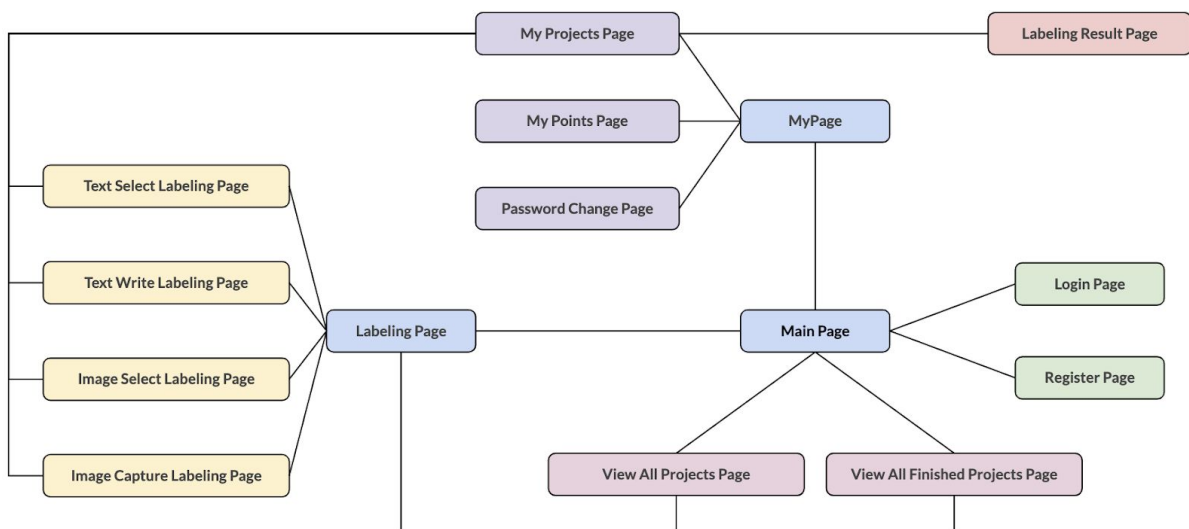 My Projects Page
Labeling Result Page
My Points Page
MyPage
Text Select Labeling Page
Password Change Page
Text Write Labeling Page
Login Page
Labeling Page
Main Page
Image Select Labeling Page
Register Page
Image Capture Labeling Page
View All Projects Page
View All Finished Projects Page